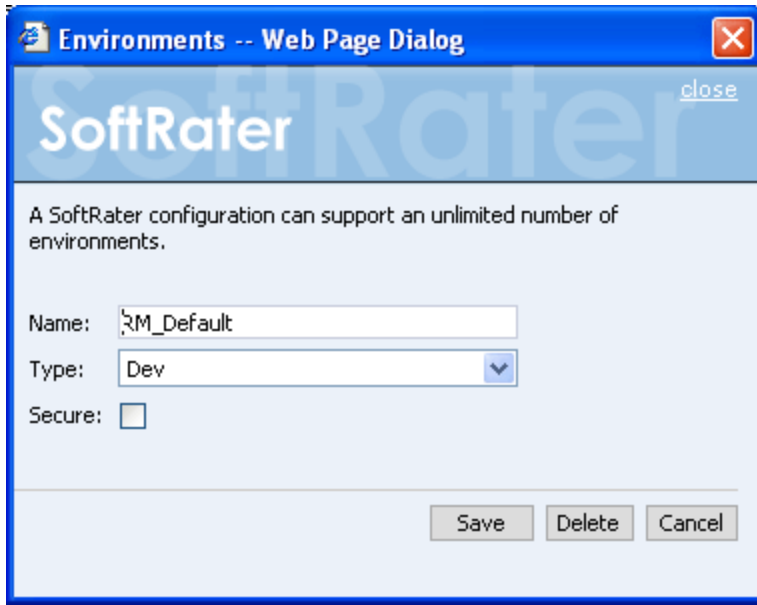 Environments -- Web Page Dialog
SoftRater
close
SoftRater
A SoftRater configuration can support an unlimited number of
environments.
Name: RM_Default
Type: Dev
Secure:
Save Delete Cancel